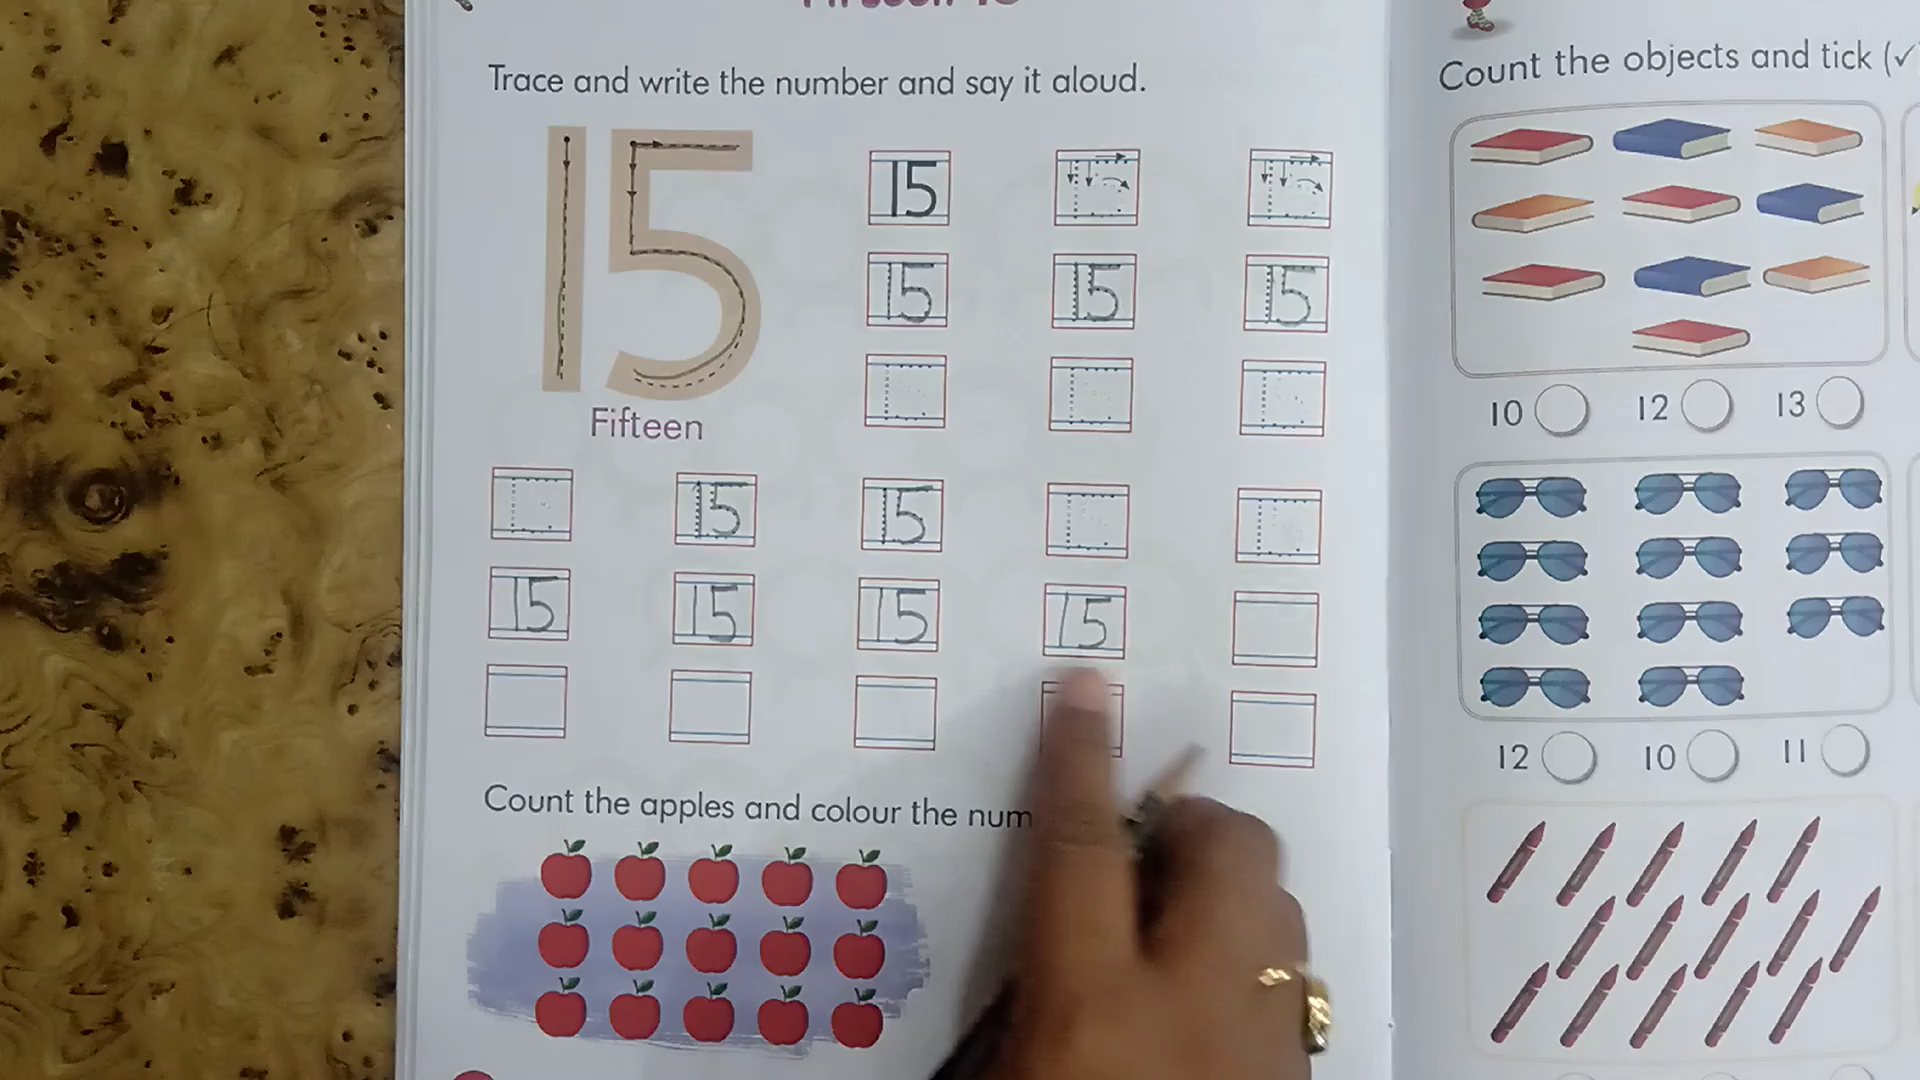 Trace and write the number and say it aloud.
15
15
15 15 15
Fifteen
15 15
15 15 15 15
Count the apples and colour the num
Count the objects and tick (✓
10 12 13
12 10 11